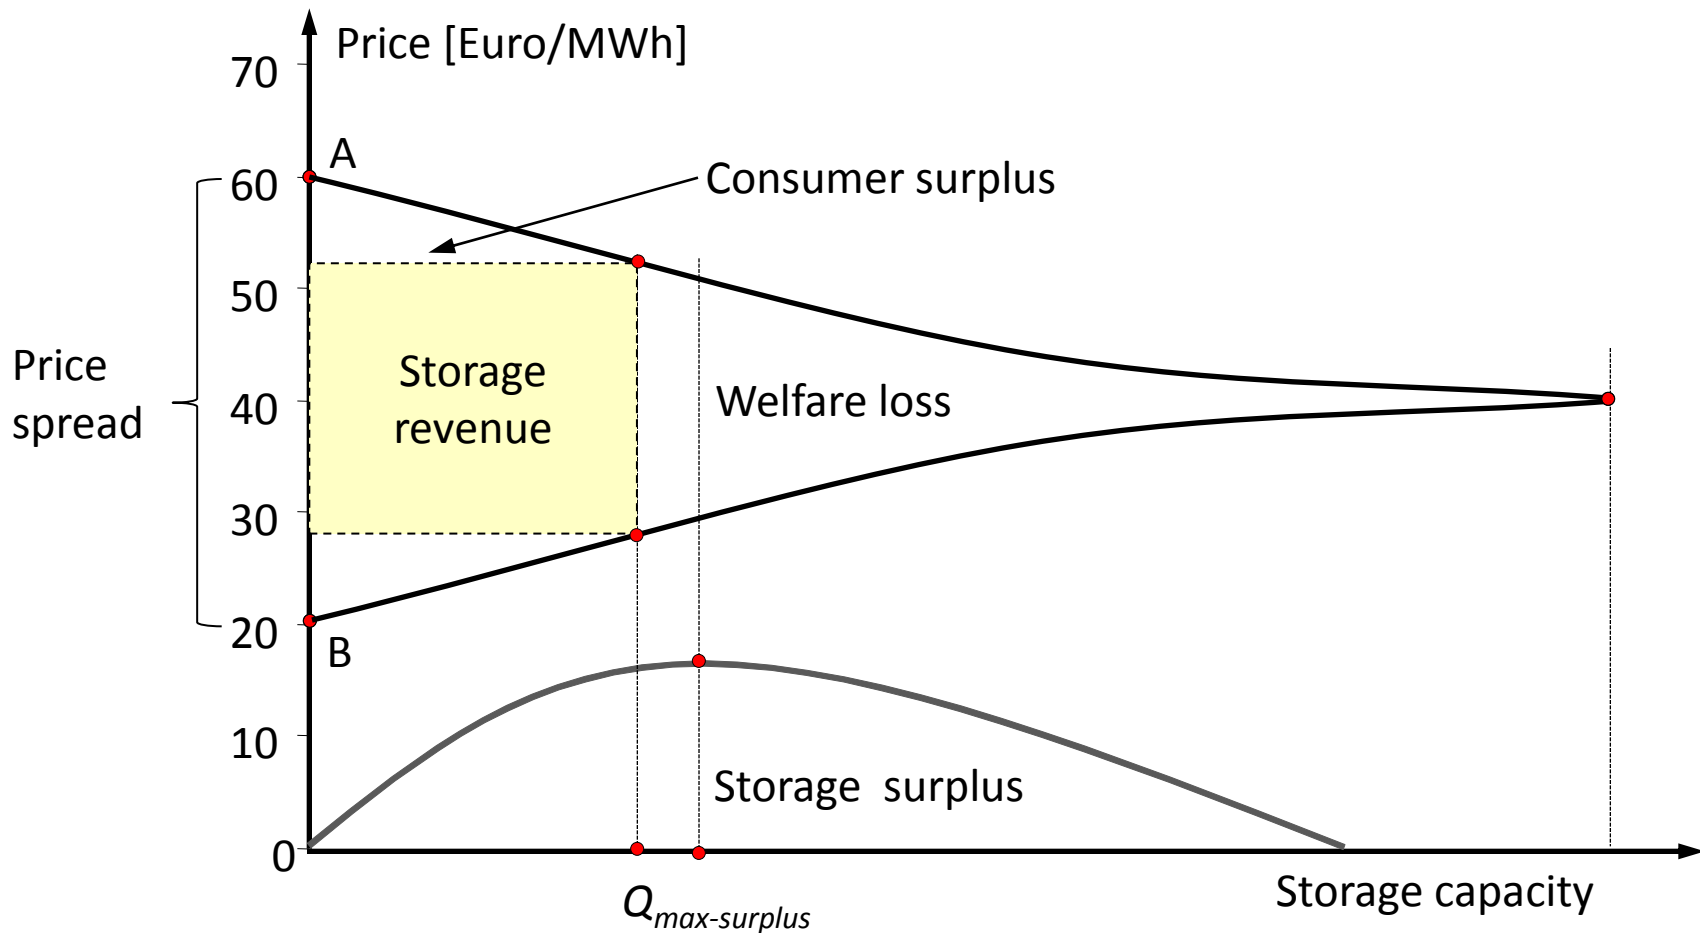 Price [Euro/MWh]
70
A
60
Consumer surplus
50
Price
spread
Storage
revenue
40
Welfare loss
30
20
B
10
Storage surplus
0
Storage capacity
Qmax-surplus